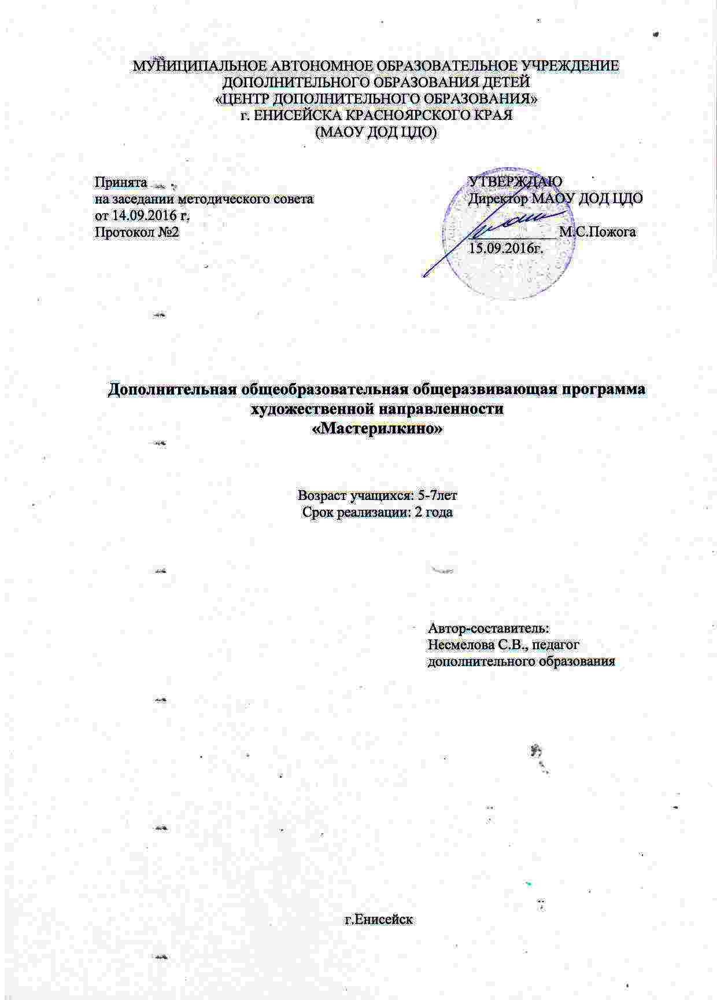 МУНИЦИПАЛЬНОЕ АВТОНОМНОЕ ОБРАЗОВАТЕЛЬНОЕ УЧРЕЖДЕНИЕ
ДОПОЛНИТЕЛЬНОГО ОБРАЗОВАНИЯ ДЕТЕЙ
«ЦЕНТР ДОПОЛНИТЕЛЬНОГО ОБРАЗОВАНИЯ»
г. ЕНИСЕЙСКА КРАСНОЯРСКОГО КРАЯ
(МАОУ ДОД ЦДО)
Принята
на заседании методического совета
от 14.09.2016 г.
Протокол №2
УТВЕРЖДАЮ
Директор МАОУ ДОД ЦДО
М.С.Пожога
15.09.2016г.
Дополнительная общеобразовательная общеразвивающая программа
художественной направленности
«Мастерилкино»
Возраст учащихся: 5-7лет
Срок реализации: 2 года
Автор-составитель:
Несмелова С.В., педагог
дополнительного образования
г.Енисейск